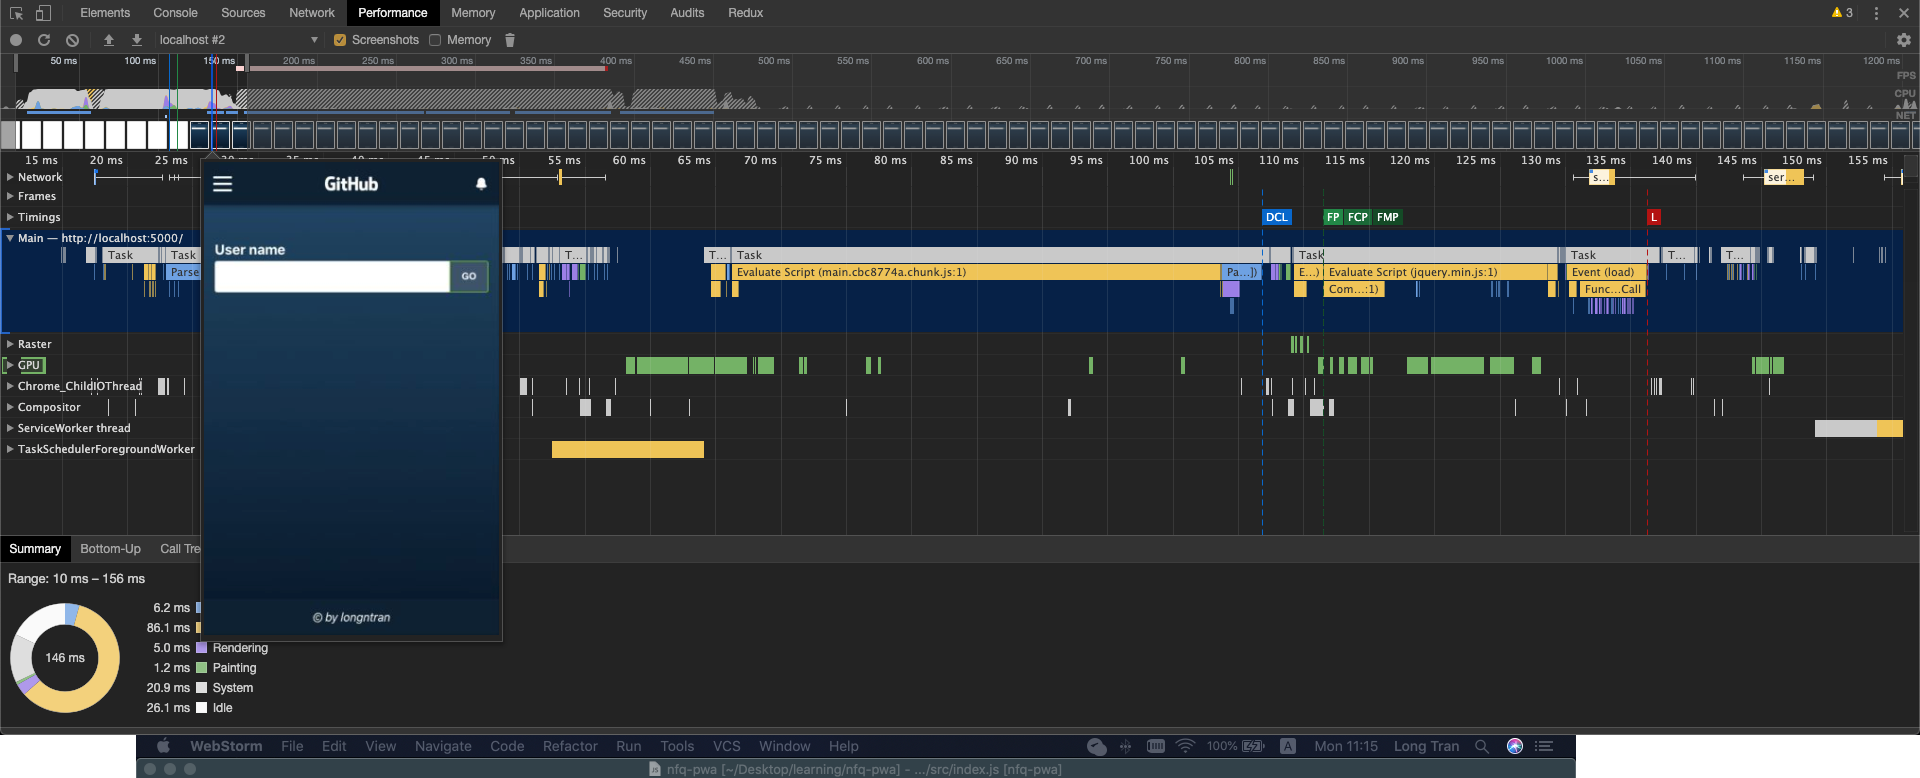 Elements Console Sources Network Performance Memory Application Security Audits Redux 3
localhost #2 Screenshots Memory
50 ms 100 ms 150 ms 200 ms 250 ms 300 ms 350 ms 400 ms 450 ms 500 ms 550 ms 600 ms 650 ms 700 ms 750 ms 800 ms 850 ms 900 ms 950 ms 1000 ms 1050 ms 1100 ms 1150 ms 1200 ms
FPS
CPU
NET
15 ms 20 ms 25 ms 55 ms 60 ms 65 ms 70 ms 75 ms 80 ms 85 ms 90 ms 95 ms 100 ms 105 ms 110 ms 115 ms 120 ms 125 ms 130 ms 135 ms 140 ms 145 ms 150 ms 155 ms
Network s... ser...
Frames
Timings DCL FP FCP FMP L
Main — http://localhost:5000/
Task Task T... T... Task Task Task T... T...
Parse Evaluate Script (main.cbc8774a.chunk.js:1) Pa...]) E...) Evaluate Script (jquery.min.js:1) Event (load)
Com...:1) Func...Call
Raster
GPU
Chrome_ChildIOThread
Compositor
ServiceWorker thread
TaskSchedulerForegroundWorker
GitHub
User name
GO
© by longntran
Summary Bottom-Up Call Tre
Range: 10 ms – 156 ms
146 ms
6.2 ms
86.1 ms
5.0 ms Rendering
1.2 ms Painting
20.9 ms System
26.1 ms Idle
WebStorm File Edit View Navigate Code Refactor Run Tools VCS Window Help 100% A Mon 11:15 Long Tran
nfq-pwa [~/Desktop/learning/nfq-pwa] - .../src/index.js [nfq-pwa]